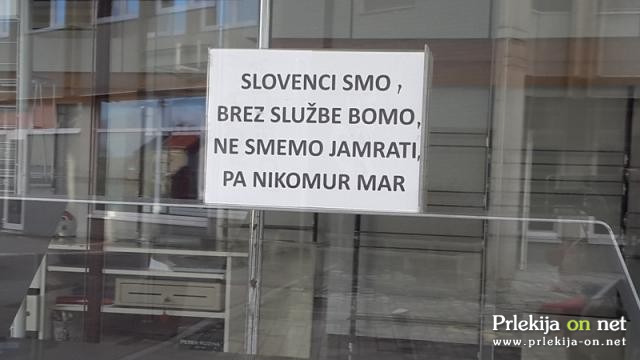 SLOVENCI SMO ,
BREZ SLUŽBE BOMO,
NE SMEMO JAMRATI,
PA NIKOMUR MAR
Prlekija on net
www.prlekija-on.net